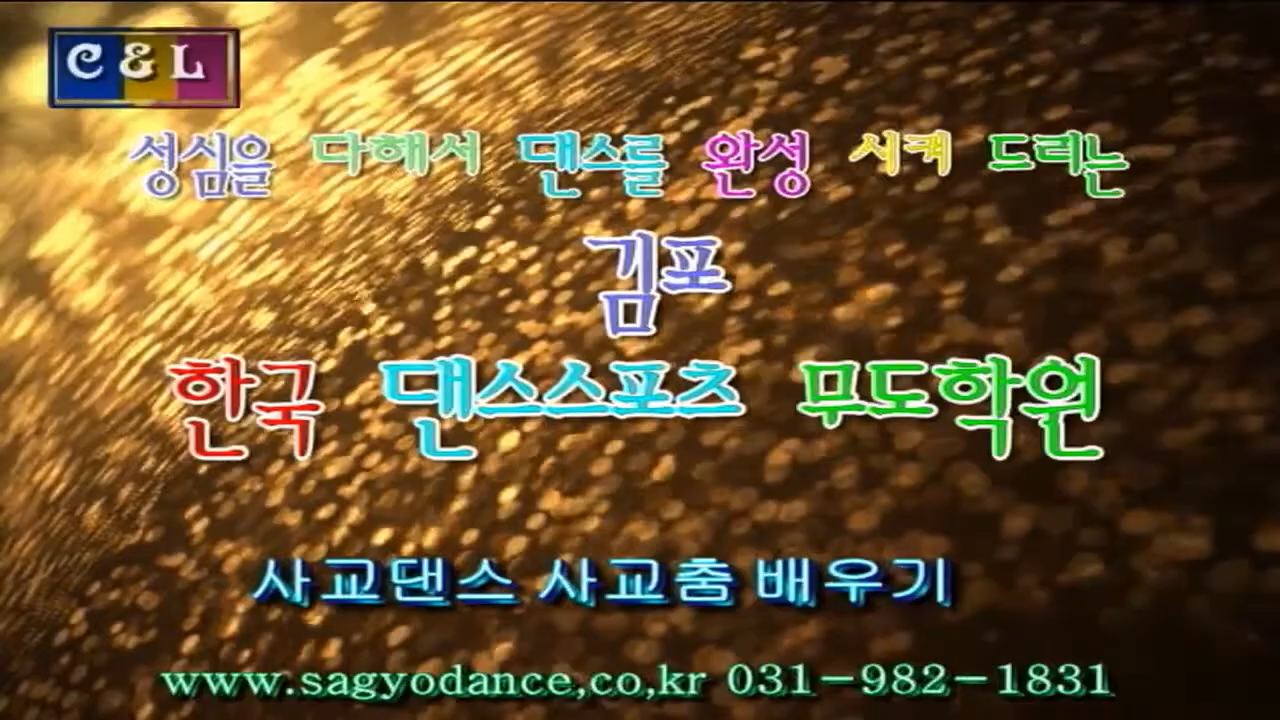 C & L
성심을 다해서 댄스를 완성 시켜 드리는
김포
한국 댄스스포츠 무도학원
사교댄스 사교춤 배우기
www.sagyodance,co,kr 031-982-1831